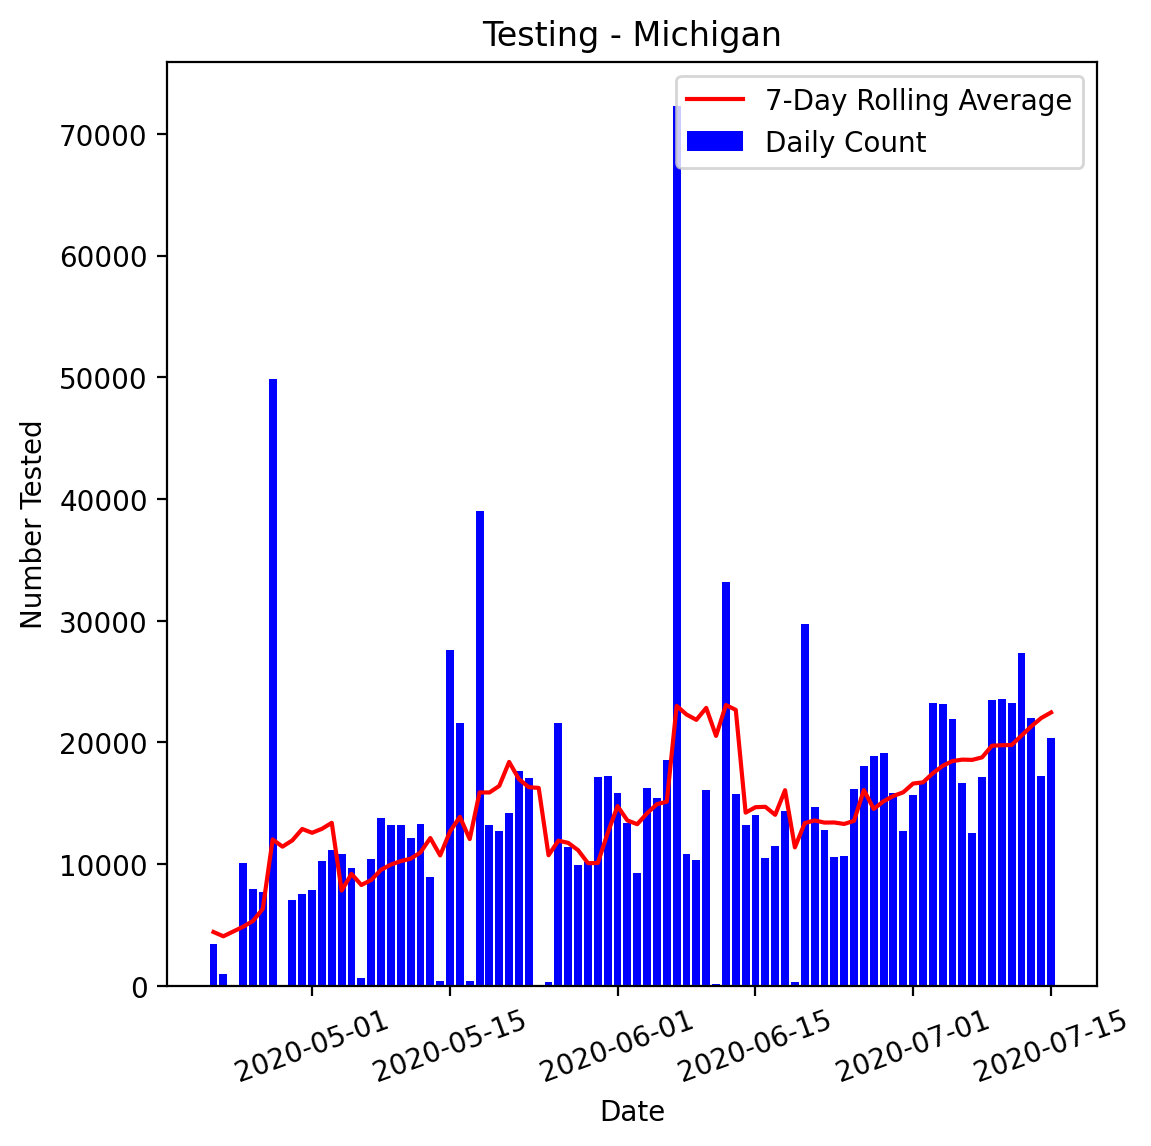 Testing - Michigan
7-Day Rolling Average
Daily Count
70000
60000
50000
40000
30000
20000
10000
0
Number Tested
2020-05-01
2020-05-15
2020-06-01
2020-06-15
2020-07-01
2020-07-15
Date